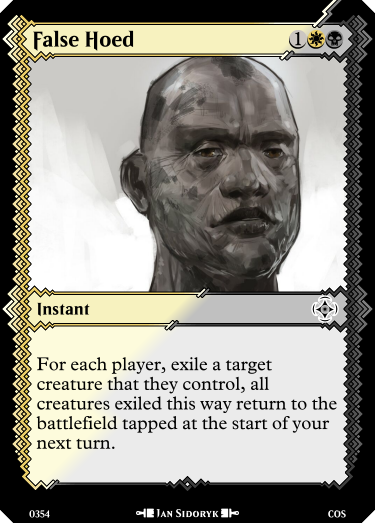 False Hoed 1
Instant
For each player, exile a target
creature that they control, all
creatures exiled this way return to the
battlefield tapped at the start of your
next turn.
0354 Jan Sidoryk COS